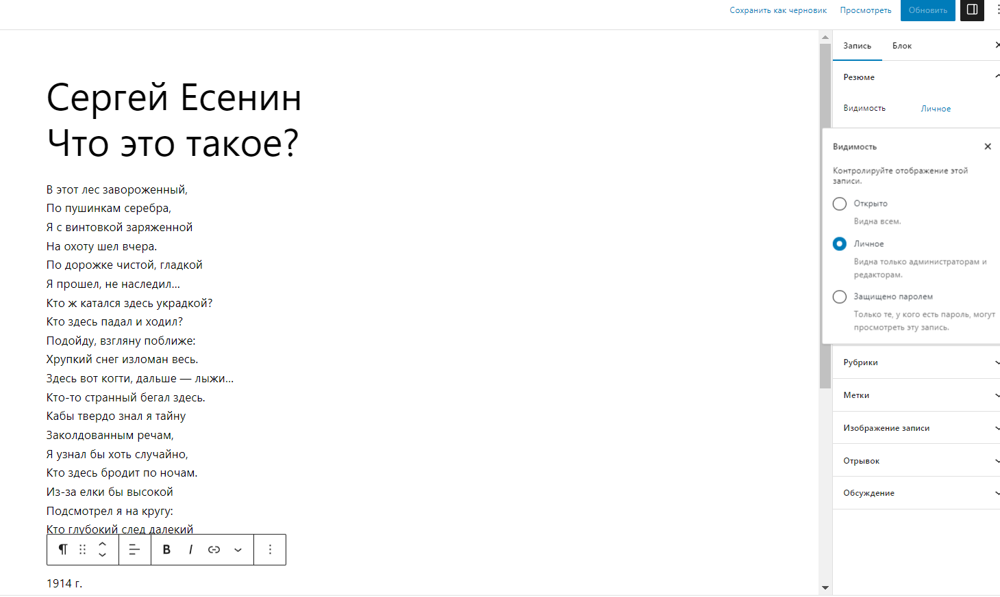 Сохранить как черновик Просмотреть Обновить
Запись Блок
Резюме
Видимость Личное
Сергей Есенин
Что это такое?
В этот лес завороженный,
По пушинкам серебра,
Я с винтовкой заряженной
На охоту шел вчера.
По дорожке чистой, гладкой
Я прошел, не наследил...
Кто ж катался здесь украдкой?
Кто здесь падал и ходил?
Подойду, взгляну поближе:
Хрупкий снег изломан весь.
Здесь вот когти, дальше — лыжи...
Кто-то странный бегал здесь.
Кабы твердо знал я тайну
Заколдованным речам,
Я узнал бы хоть случайно,
Кто здесь бродит по ночам.
Из-за елки бы высокой
Подсмотрел я на кругу:
Кто глубокий след далекий
B I
1914 г.
Видимость
Контролируйте отображение этой
записи.
Открыто
Видна всем.
Личное
Видна только администраторам и
редакторам.
Защищено паролем
Только те, у кого есть пароль, могут
просмотреть эту запись.
Рубрики
Метки
Изображение записи
Отрывок
Обсуждение